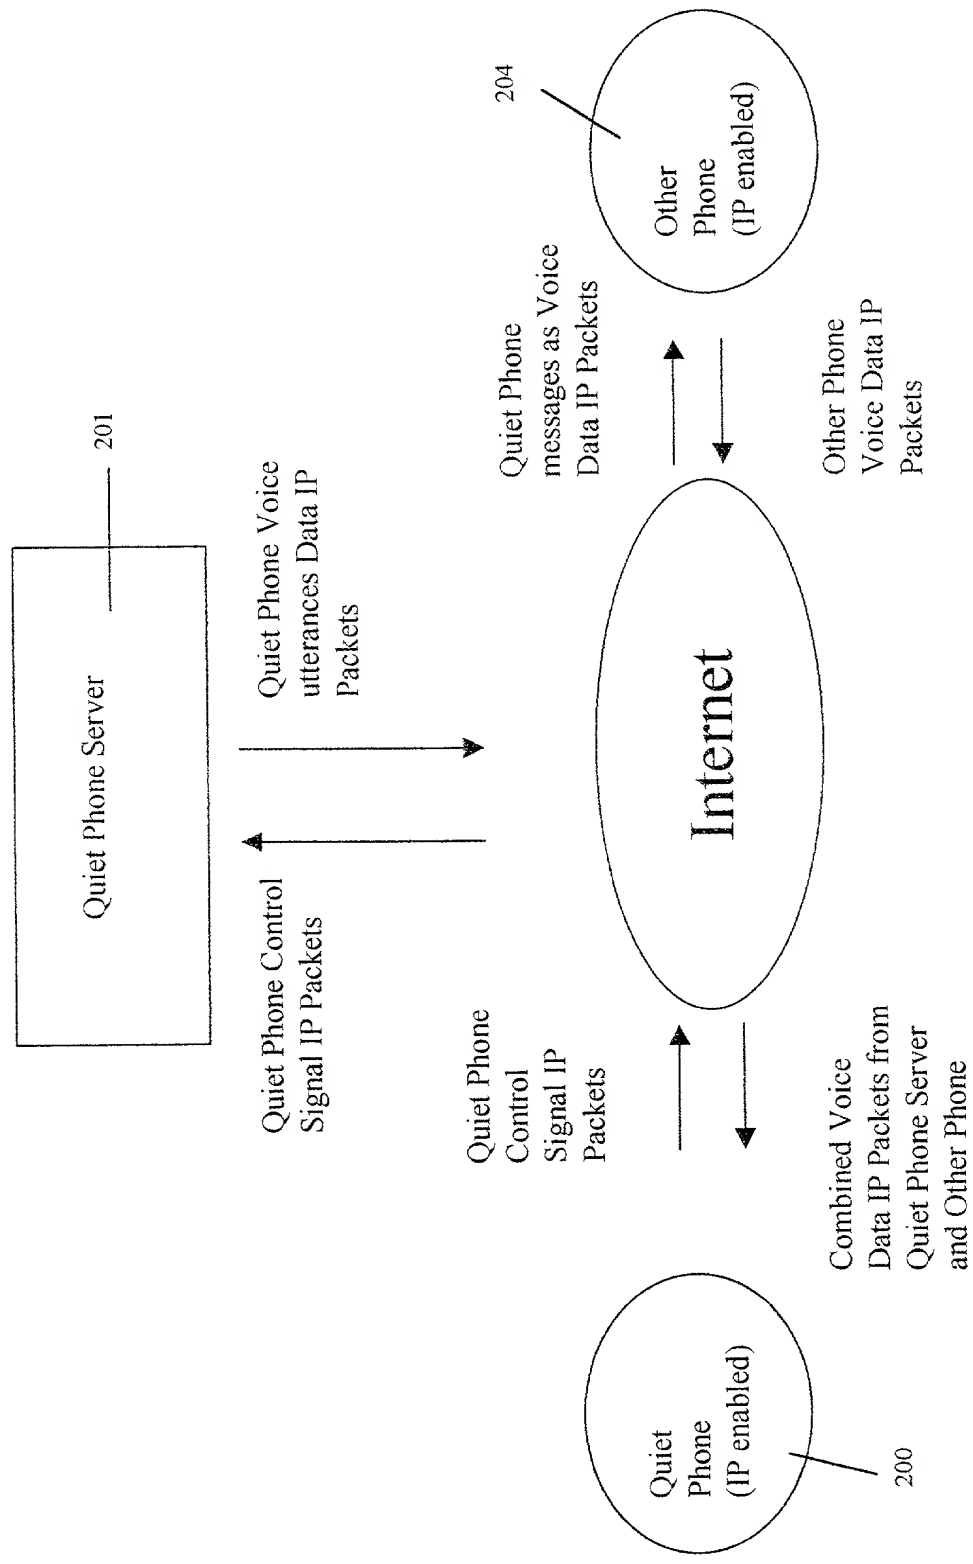 Quiet Phone Server
201
Quiet Phone Control
Signal IP Packets
Quiet Phone Voice
utterances Data IP
Packets
Quiet Phone
Control
Signal IP
Packets
Quiet Phone
messages as Voice
Data IP Packets
204
Quiet
Phone
(IP enabled)
200
Internet
Other
Phone
(IP enabled)
Combined Voice
Data IP Packets from
Quiet Phone Server
and Other Phone
Other Phone
Voice Data IP
Packets